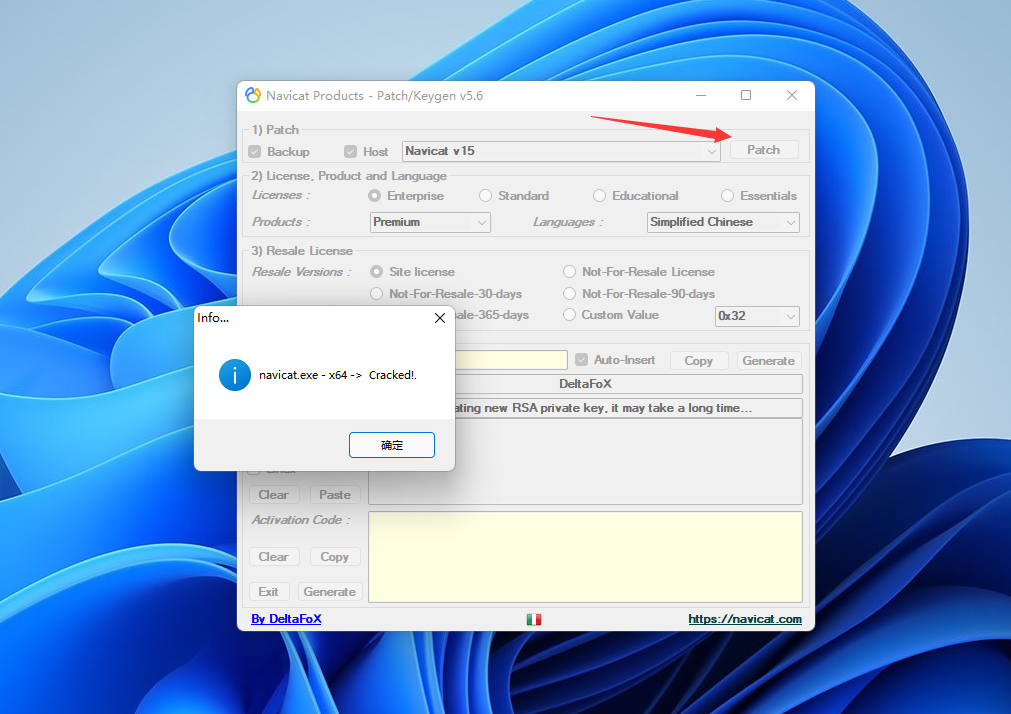 Navicat Products - Patch/Keygen v5.6
1) Patch
Backup Host Navicat v15 Patch
2) License, Product and Language
Licenses : Enterprise Standard Educational Essentials
Products : Premium Languages : Simplified Chinese
3) Resale License
Resale Versions : Site license Not-For-Resale License
Not-For-Resale-30-days Not-For-Resale-90-days
ale-365-days Custom Value 0x32
Info...
navicat.exe - x64 -> Cracked!.
确定
Auto-Insert Copy Generate
DeltaFoX
ating new RSA private key, it may take a long time...
Clear Paste
Activation Code :
Clear Copy
Exit Generate
By DeltaFoX https://navicat.com